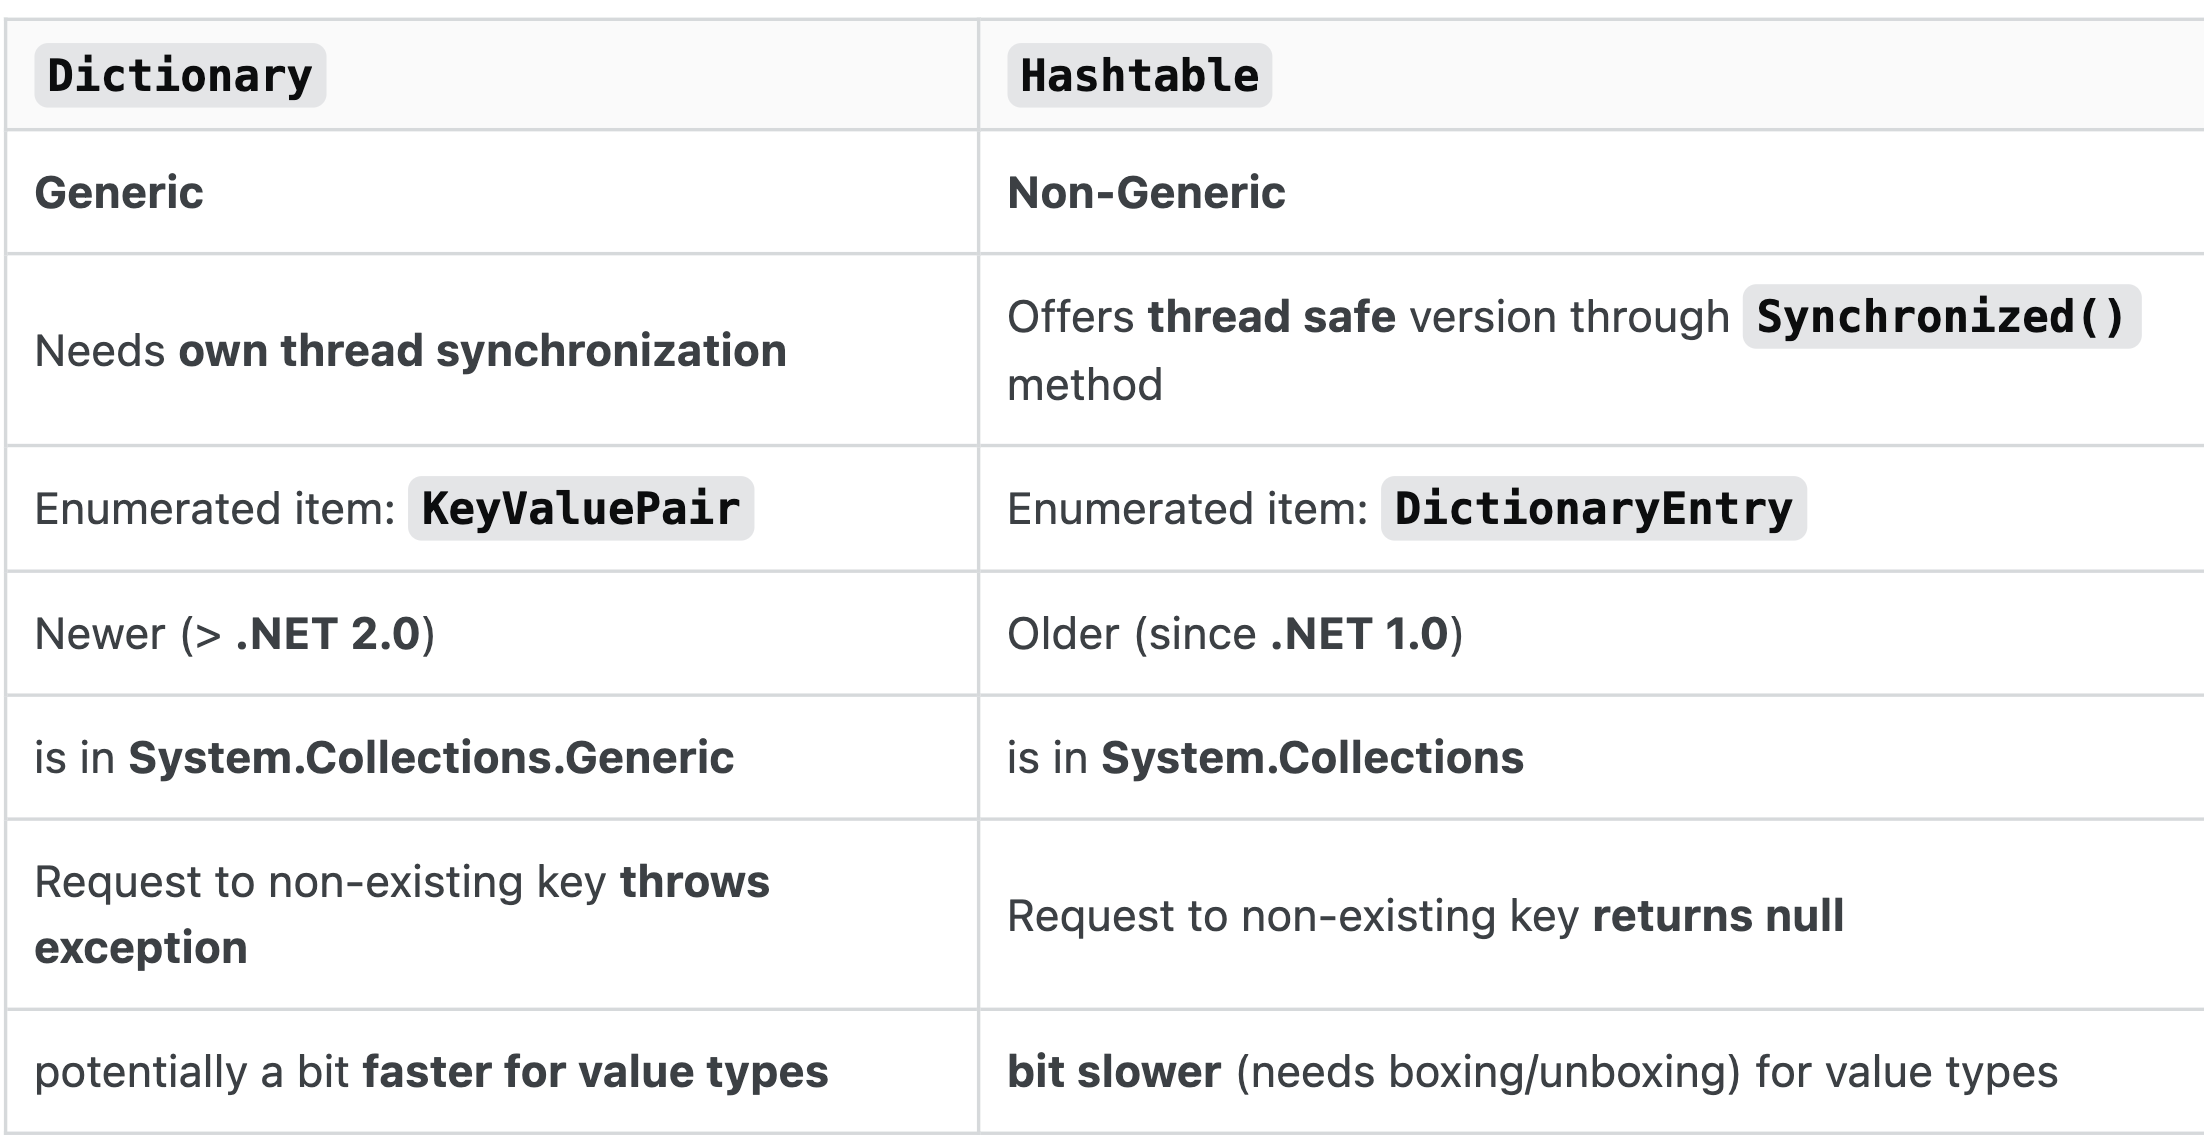 Dictionary
Hashtable
Generic
Non-Generic
Needs own thread synchronization
Offers thread safe version through Synchronized()
method
Enumerated item: KeyValuePair
Enumerated item: DictionaryEntry
Newer (> .NET 2.0)
Older (since .NET 1.0)
is in System.Collections.Generic
is in System.Collections
Request to non-existing key throws
exception
Request to non-existing key returns null
potentially a bit faster for value types
bit slower (needs boxing/unboxing) for value types